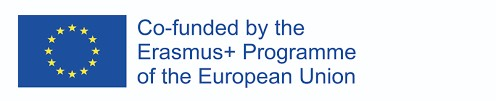 Co-funded by the
Erasmus+ Programme
of the European Union